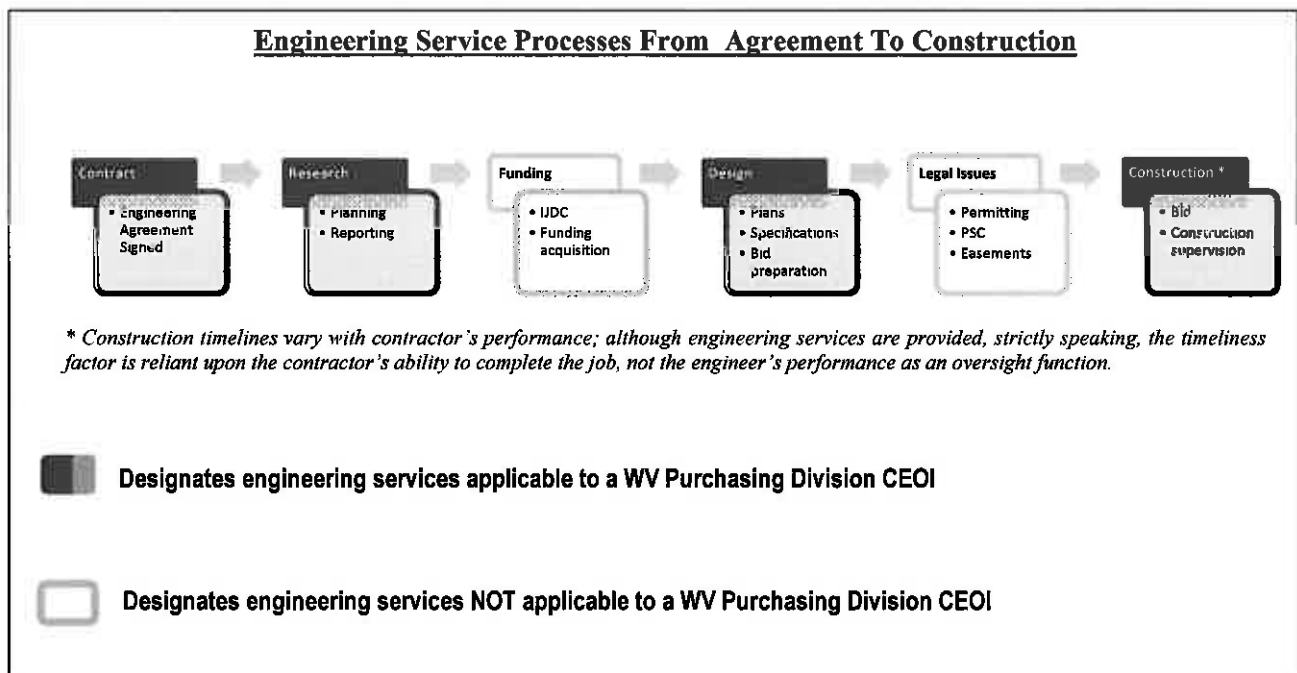 Engineering Service Processes From Agreement To Construction
Contract
• Engineering
Agreement
Signed
Research
• Planning
• Reporting
Funding
• IJDC
• Funding
acquisition
Design
• Plans
• Specifications
• Bid
preparation
Legal Issues
• Permitting
• PSC
• Easements
Construction *
• Bid
• Construction
supervision
* Construction timelines vary with contractor's performance; although engineering services are provided, strictly speaking, the timeliness
factor is reliant upon the contractor's ability to complete the job, not the engineer's performance as an oversight function.
Designates engineering services applicable to a WV Purchasing Division CEOI
Designates engineering services NOT applicable to a WV Purchasing Division CEOI